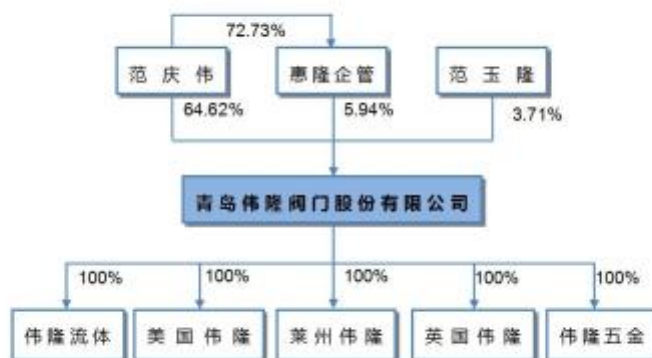 72.73%
范庆伟
惠隆企管
范玉隆
64.62%
5.94%
3.71%
青岛伟隆阀门股份有限公司
100%
100%
100%
100%
100%
伟隆流体
美国伟隆
莱州伟隆
英国伟隆
伟隆五金